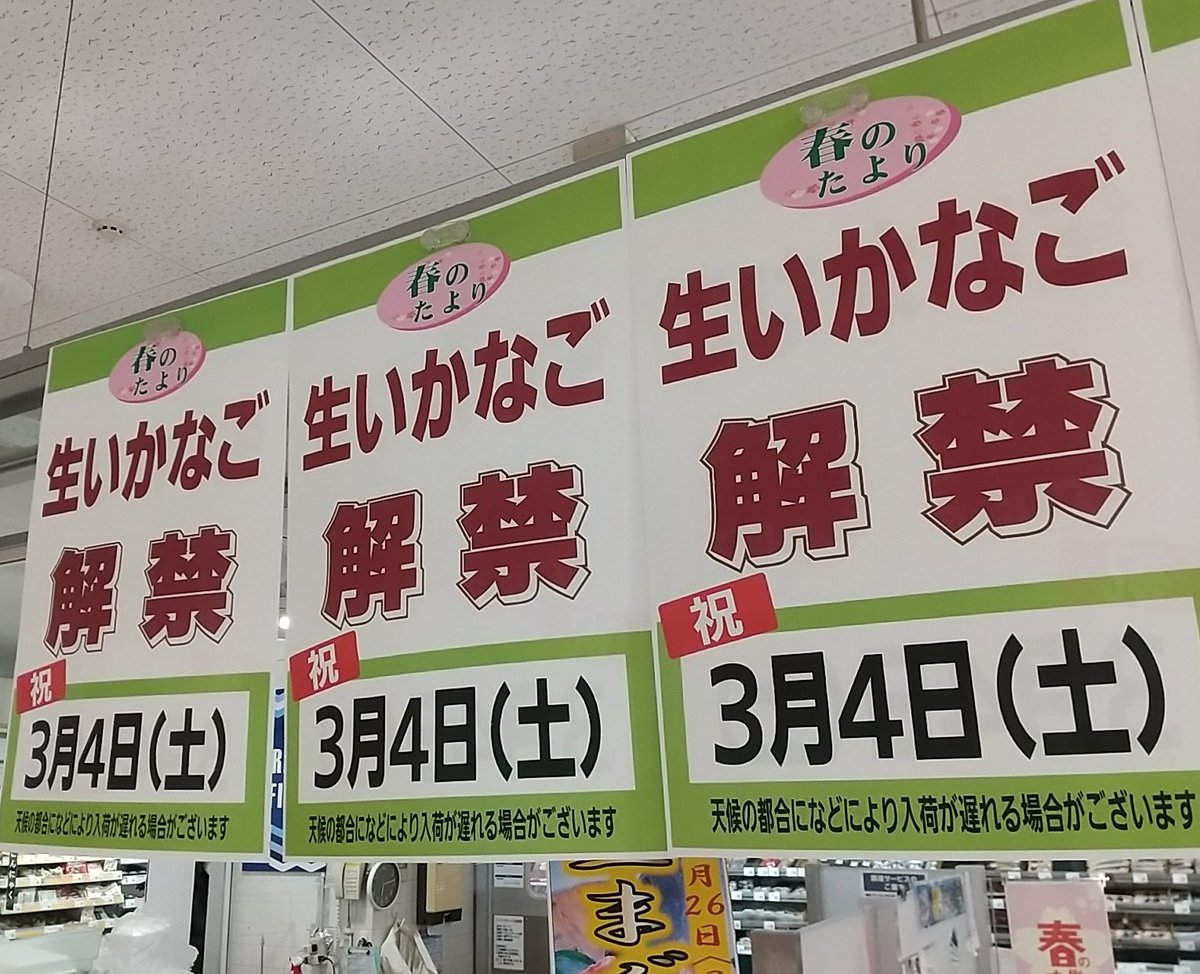 春の
たより
生いかなご
解禁
祝
3月4日(土)
天候の都合になどにより入荷が遅れる場合がございます
春の
たより
生いかなご
解禁
祝
3月4日(土)
天候の都合になどにより入荷が遅れる場合がございます
春の
たより
生いかなご
解禁
祝
3月4日(土)
天候の都合になどにより入荷が遅れる場合がございます
月
26
日
春の